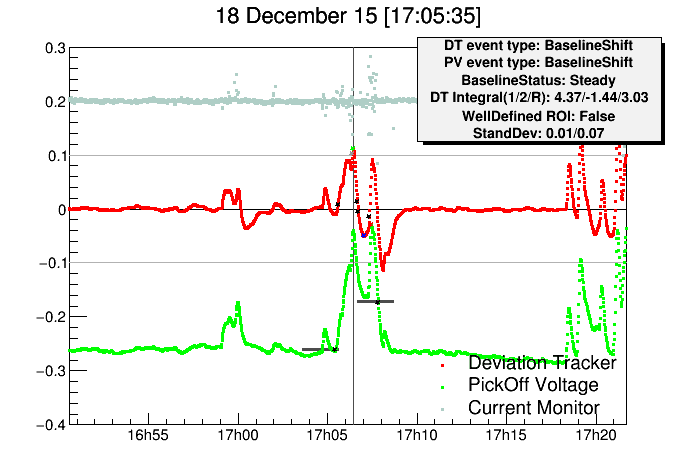 18 December 15 [17:05:35]
DT event type: BaselineShift
PV event type: BaselineShift
BaselineStatus: Steady
DT Integral(1/2/R): 4.37/-1.44/3.03
WellDefined ROI: False
StandDev: 0.01/0.07
0.3
0.2
0.1
0
−0.1
−0.2
−0.3
−0.4
Deviation Tracker
PickOff Voltage
Current Monitor
16h55 17h00 17h05 17h10 17h15 17h20